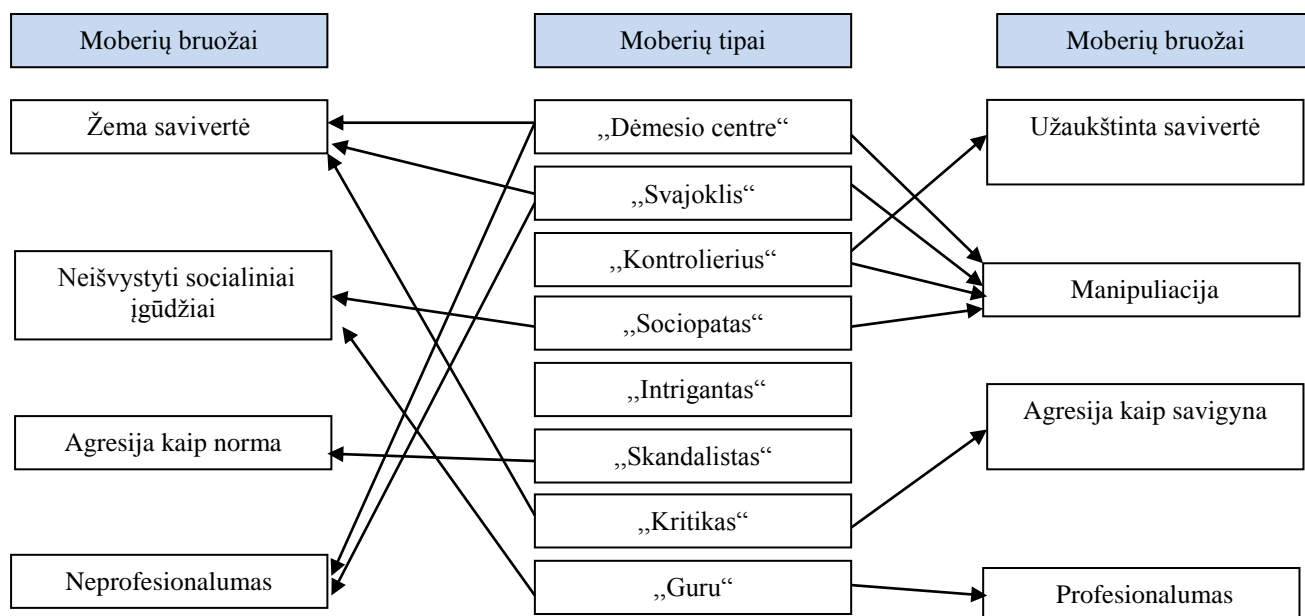 Moberių bruožai
Moberių tipai
Moberių bruožai
Žema savivertė
Neišvystyti socialiniai
įgūdžiai
Agresija kaip norma
Neprofesionalumas
,,Dėmesio centre“
,,Svajoklis“
,,Kontrolierius“
,,Sociopatas“
,,Intrigantas“
,,Skandalistas“
,,Kritikas“
,,Guru“
Užaukštinta savivertė
Manipuliacija
Agresija kaip savigyna
Profesionalumas